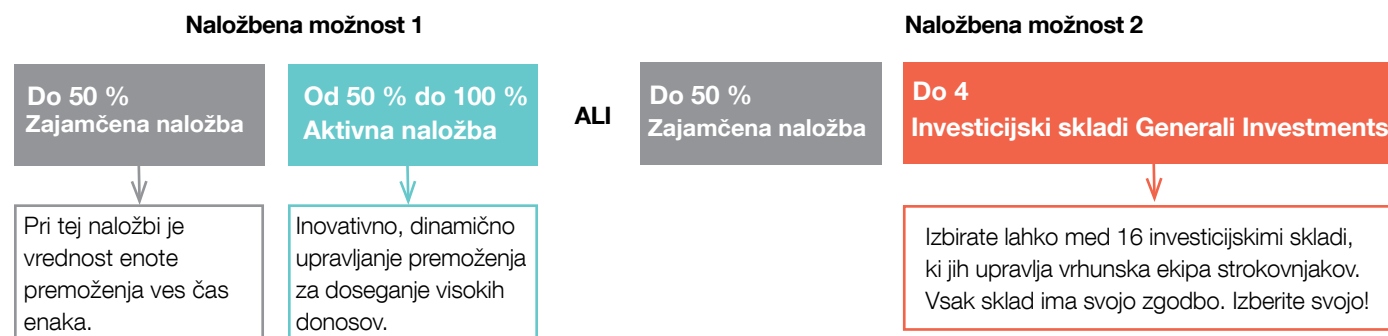 Naložbena možnost 1
Do 50 %
Zajamčena naložba
Od 50 % do 100 %
Aktivna naložba
Pri tej naložbi je
vrednost enote
premoženja ves čas
enaka.
Inovativno, dinamično
upravljanje premoženja
za doseganje visokih
donosov.
ALI
Naložbena možnost 2
Do 50 %
Zajamčena naložba
Do 4
Investicijski skladi Generali Investments
Izbirate lahko med 16 investicijskimi skladi,
ki jih upravlja vrhunska ekipa strokovnjakov.
Vsak sklad ima svojo zgodbo. Izberite svojo!